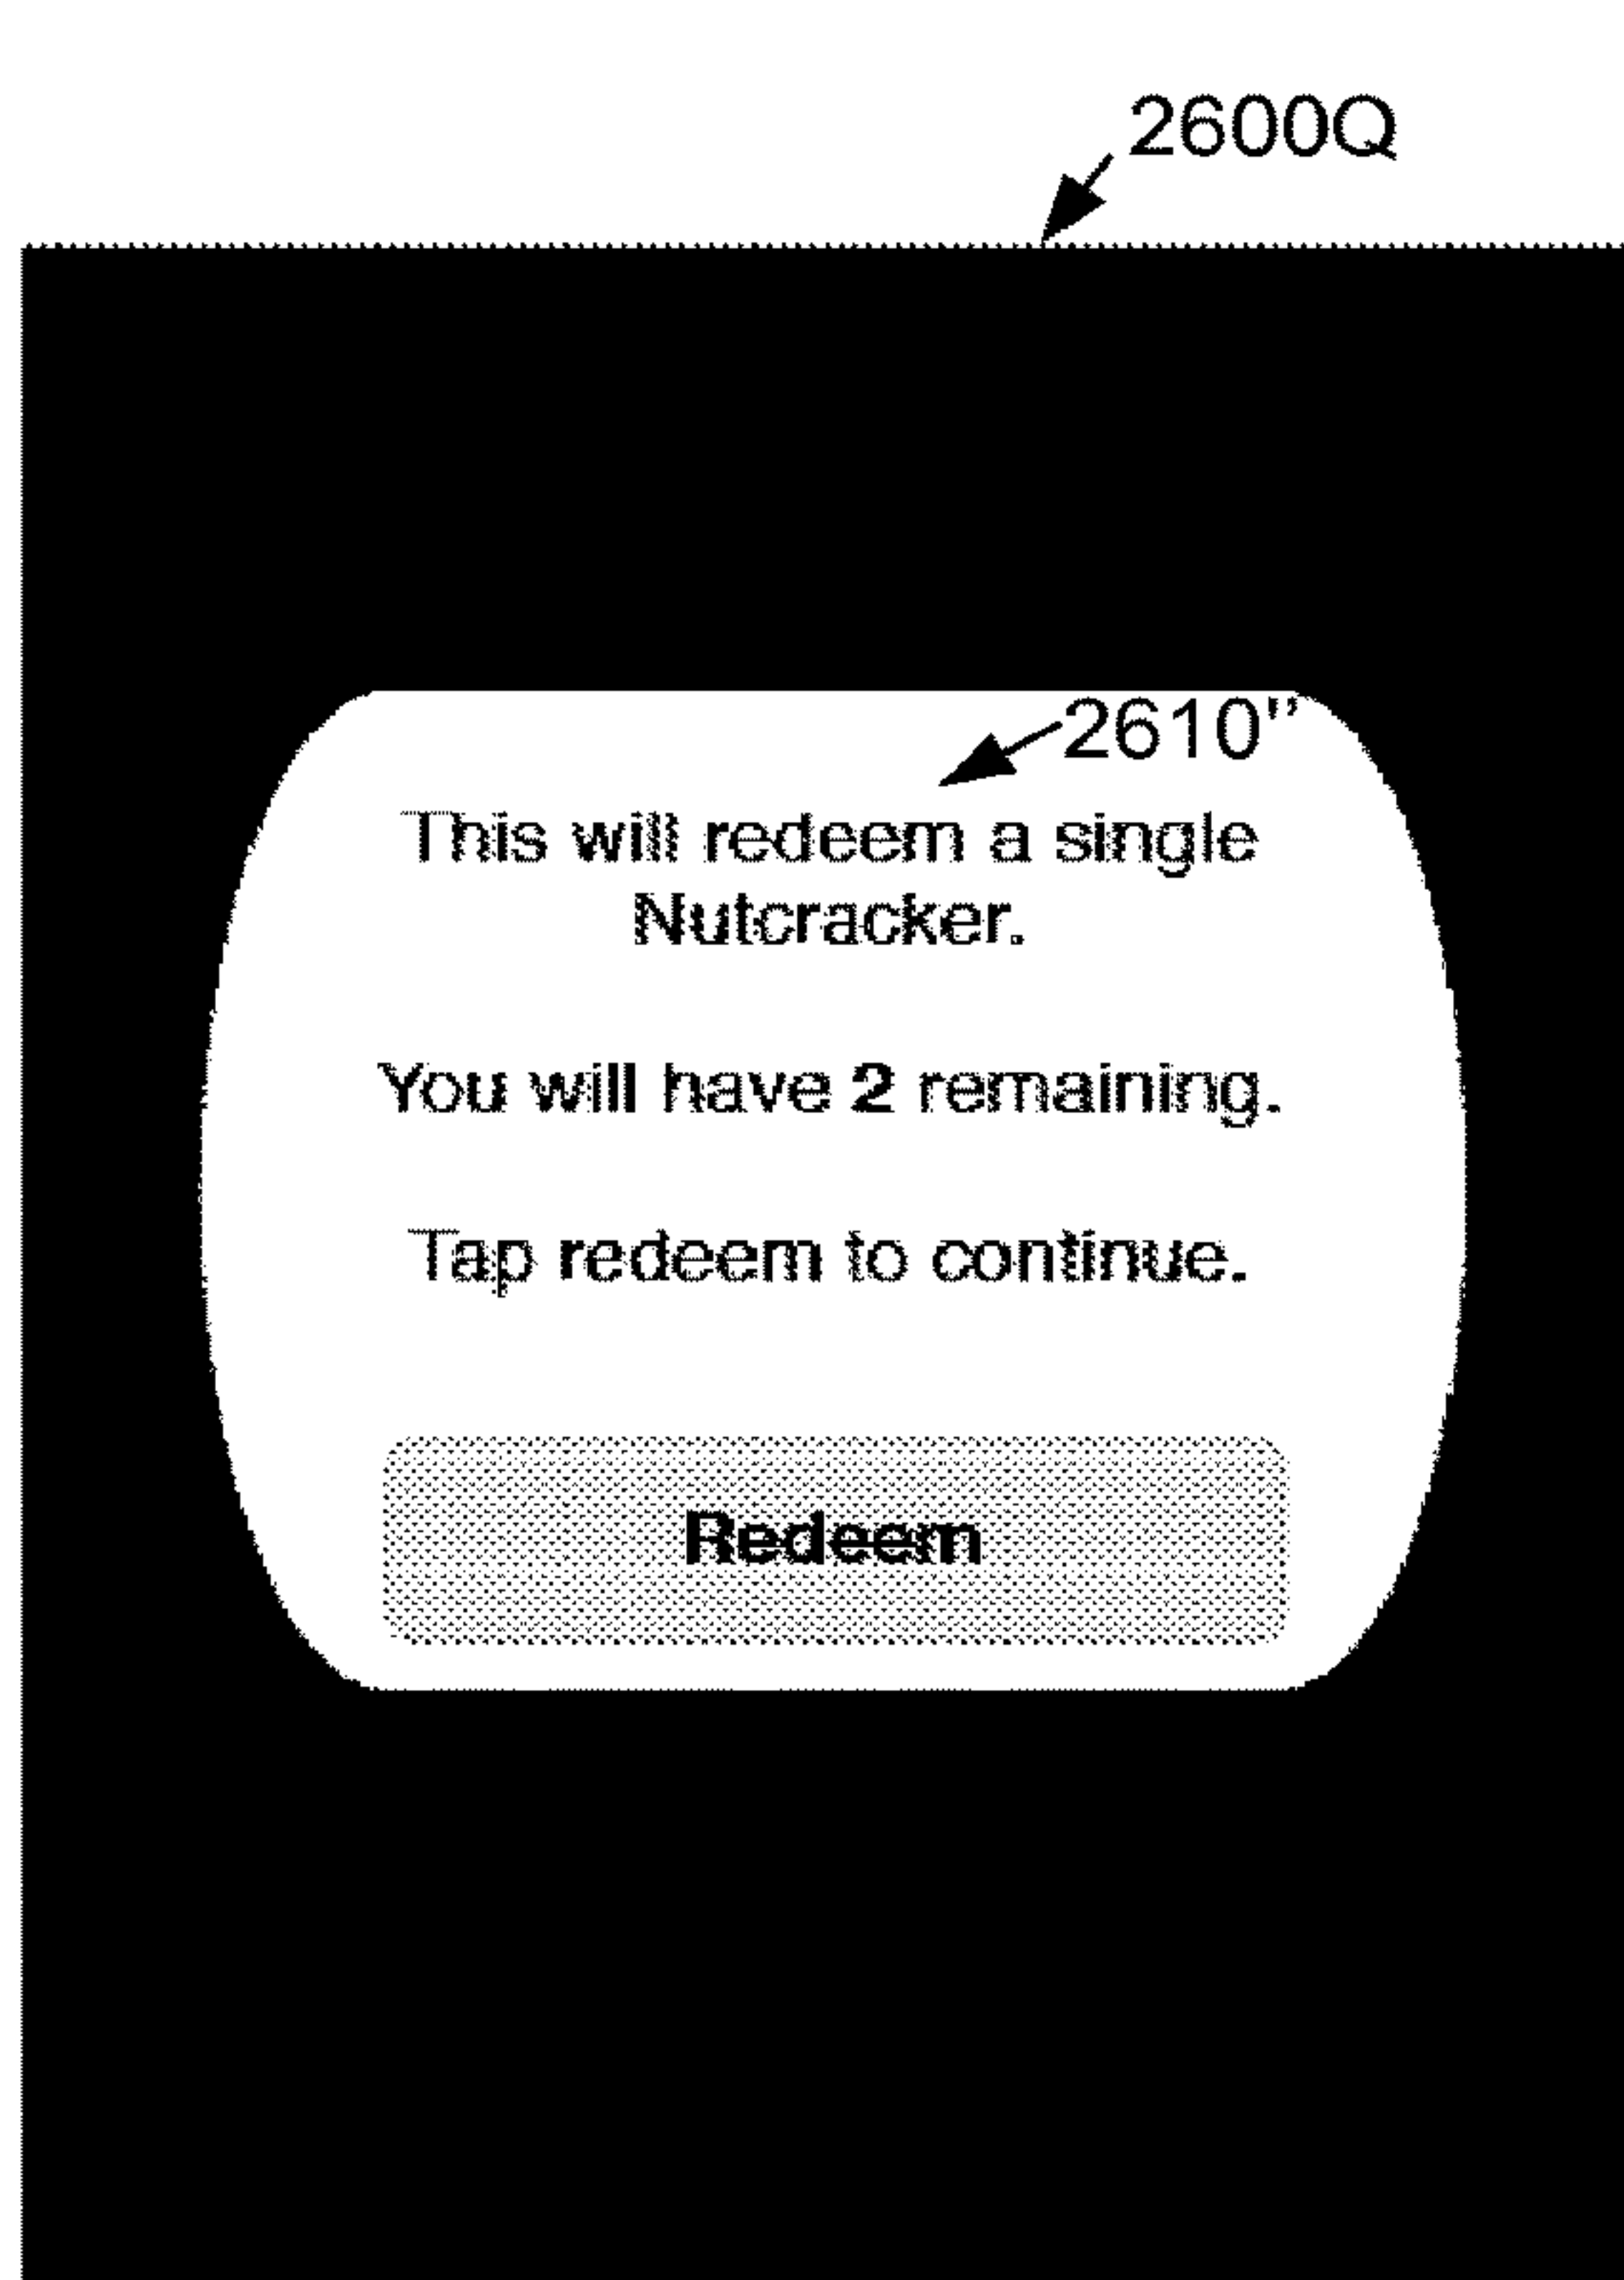 2600Q
2610"
This will redeem a single
Nutcracker.
You will have 2 remaining.
Tap redeem to continue.
Redeem